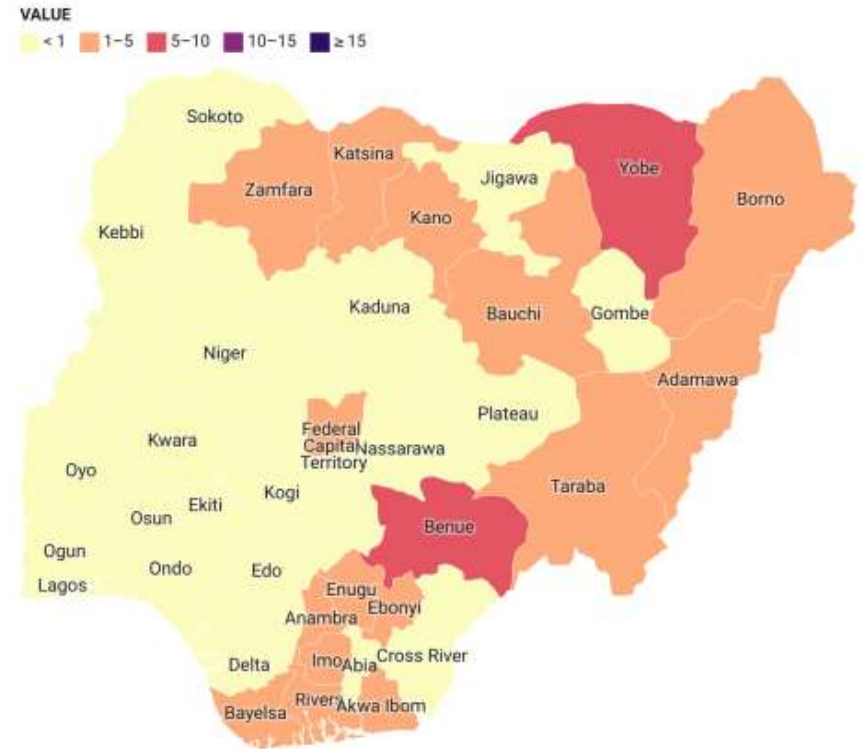 VALUE
< 1 1–5 5–10 10–15 ≥ 15
Sokoto
Katsina
Yobe
Jigawa
Zamfara
Borno
Kano
Kebbi
Kaduna
Bauchi
Gombe
Niger
Adamawa
Plateau
Federal
Capital
Territory
Nassarawa
Kwara
Oyo
Taraba
Kogi
Ekiti
Osun
Benue
Ogun
Ondo
Edo
Lagos
Enugu
Ebonyi
Anambra
Imo
Abia
Cross River
Delta
Rivers
Akwa Ibom
Bayelsa